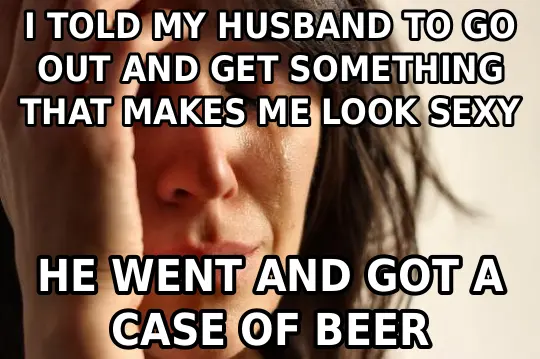 I TOLD MY HUSBAND TO GO
OUT AND GET SOMETHING
THAT MAKES ME LOOK SEXY
HE WENT AND GOT A
CASE OF BEER